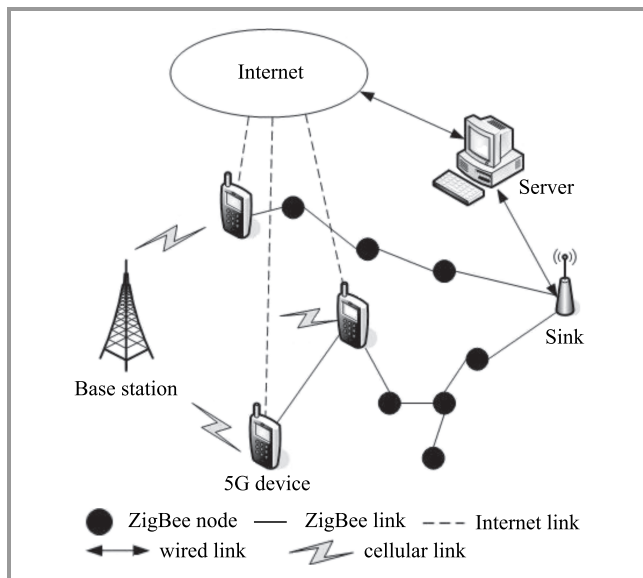 Internet
Server
Sink
Base station
5G device
ZigBee node
ZigBee link
Internet link
wired link
cellular link